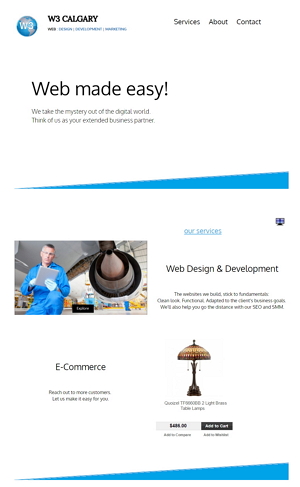 W3
W3 CALGARY
WEB | DESIGN | DEVELOPMENT | MARKETING
Services About Contact
Web made easy!
We take the mystery out of the digital world.
Think of us as your extended business partner.
our services
Explore
Web Design & Development
The websites we build, stick to fundamentals:
Clean look. Functional. Adapted to the client's business goals.
We'll also help you go the distance with our SEO and SMM.
E-Commerce
Reach out to more customers.
Let us make it easy for you.
2 Light Brass
Table Lamps
$486.00 Add to Cart
Add to Compare Add to Wishlist